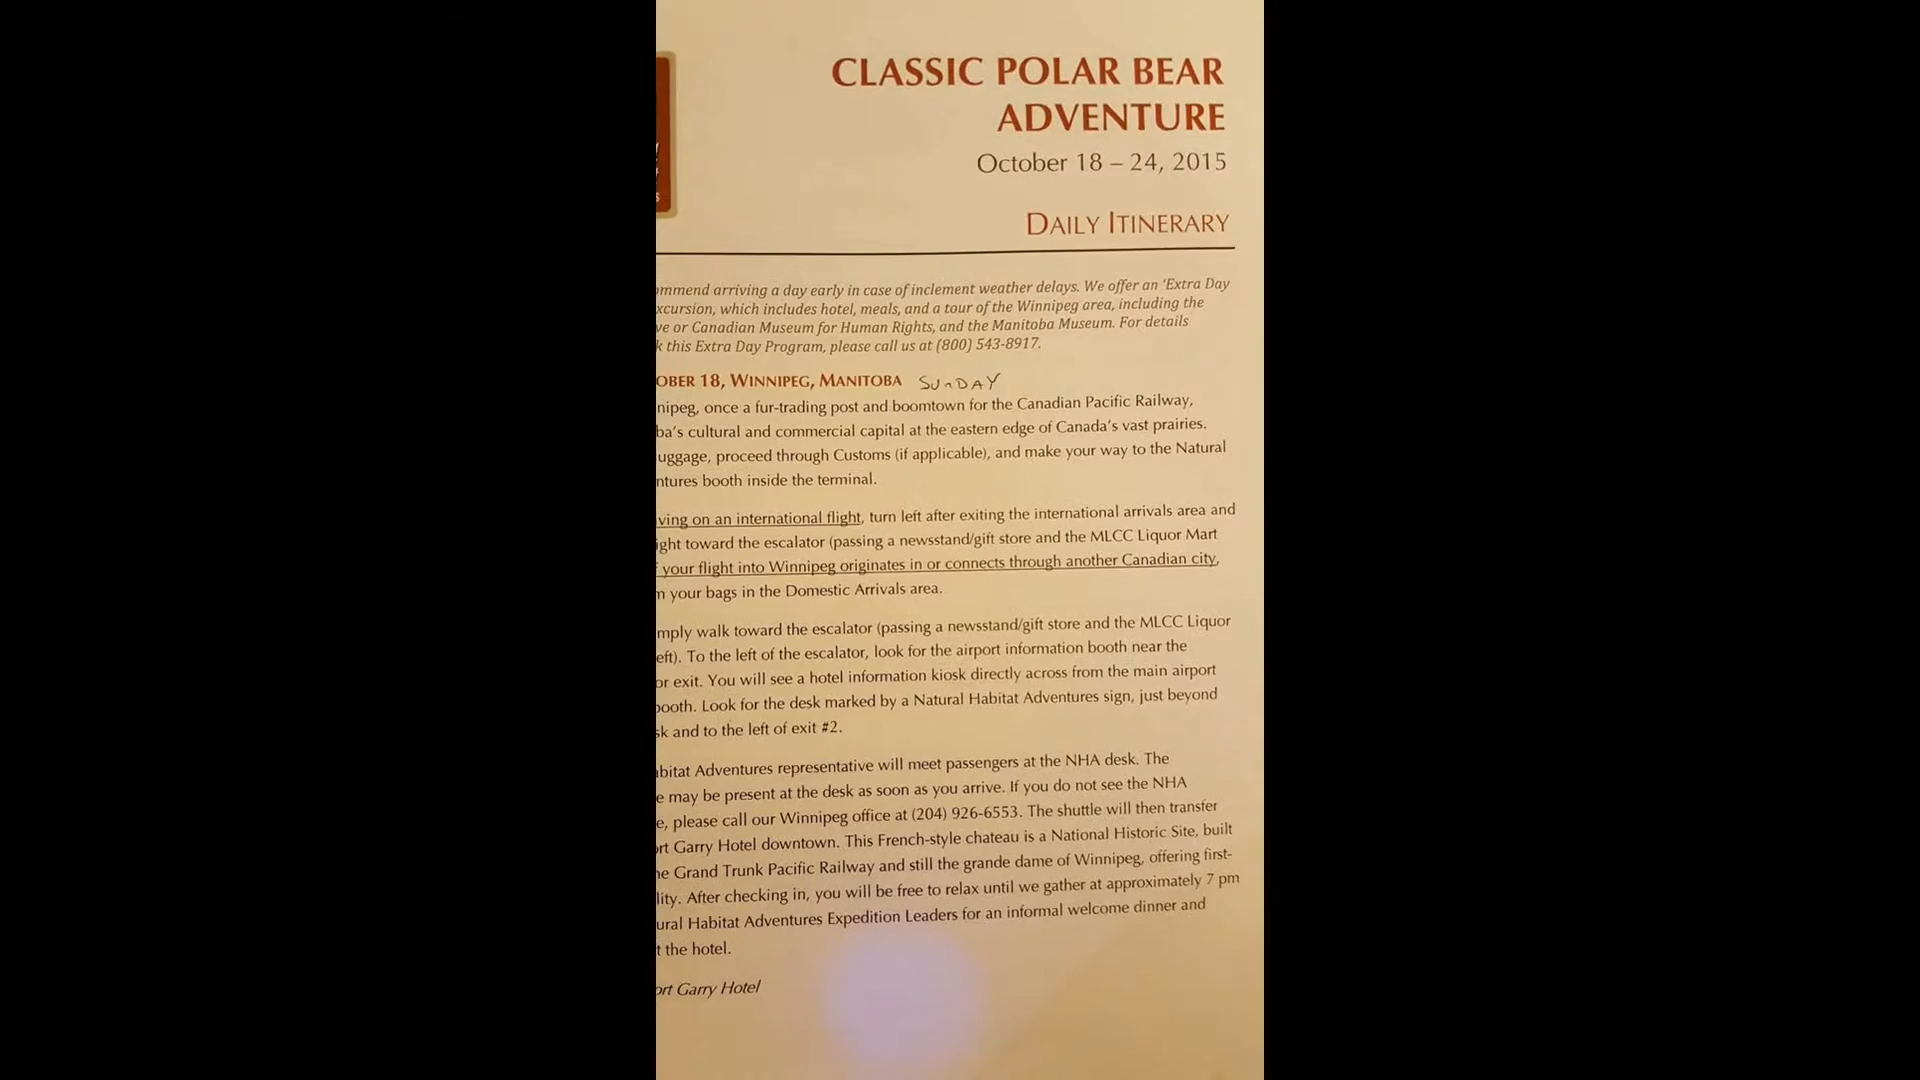 CLASSIC POLAR BEAR
ADVENTURE
October 18 – 24, 2015
DAILY ITINERARY
ommend arriving a day early in case of inclement weather delays. We offer an 'Extra Day
xcursion, which includes hotel, meals, and a tour of the Winnipeg area, including the
ve or Canadian Museum for Human Rights, and the Manitoba Museum. For details
k this Extra Day Program, please call us at (800) 543-8917.
OBER 18, WINNIPEG, MANITOBA SUnDAY
nipeg, once a fur-trading post and boomtown for the Canadian Pacific Railway,
ba's cultural and commercial capital at the eastern edge of Canada's vast prairies.
uggage, proceed through Customs (if applicable), and make your way to the Natural
ntures booth inside the terminal.
ving on an international flight, turn left after exiting the international arrivals area and
ight toward the escalator (passing a newsstand/gift store and the MLCC Liquor Mart
f your flight into Winnipeg originates in or connects through another Canadian city,
m your bags in the Domestic Arrivals area.
mply walk toward the escalator (passing a newsstand/gift store and the MLCC Liquor
eft). To the left of the escalator, look for the airport information booth near the
or exit. You will see a hotel information kiosk directly across from the main airport
booth. Look for the desk marked by a Natural Habitat Adventures sign, just beyond
sk and to the left of exit #2.
abitat Adventures representative will meet passengers at the NHA desk. The
e may be present at the desk as soon as you arrive. If you do not see the NHA
e, please call our Winnipeg office at (204) 926-6553. The shuttle will then transfer
ort Garry Hotel downtown. This French-style chateau is a National Historic Site, built
he Grand Trunk Pacific Railway and still the grande dame of Winnipeg, offering first-
lity. After checking in, you will be free to relax until we gather at approximately 7 pm
ural Habitat Adventures Expedition Leaders for an informal welcome dinner and
t the hotel.
ort Garry Hotel